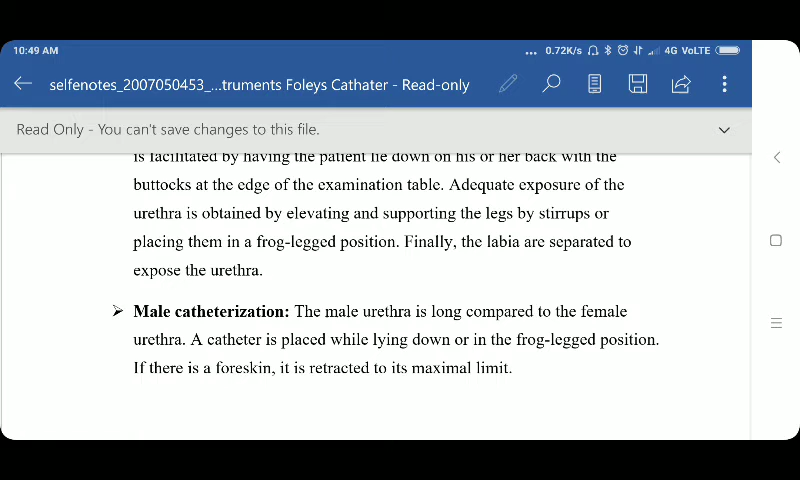 10:49 AM
... 0.72K/s 4G VoLTE
selfenotes_2007050453_...truments Foleys Cathater - Read-only
Read Only - You can't save changes to this file.
is facilitated by having the patient lie down on his or her back with the
buttocks at the edge of the examination table. Adequate exposure of the
urethra is obtained by elevating and supporting the legs by stirrups or
placing them in a frog-legged position. Finally, the labia are separated to
expose the urethra.
➢ Male catheterization: The male urethra is long compared to the female
urethra. A catheter is placed while lying down or in the frog-legged position.
If there is a foreskin, it is retracted to its maximal limit.